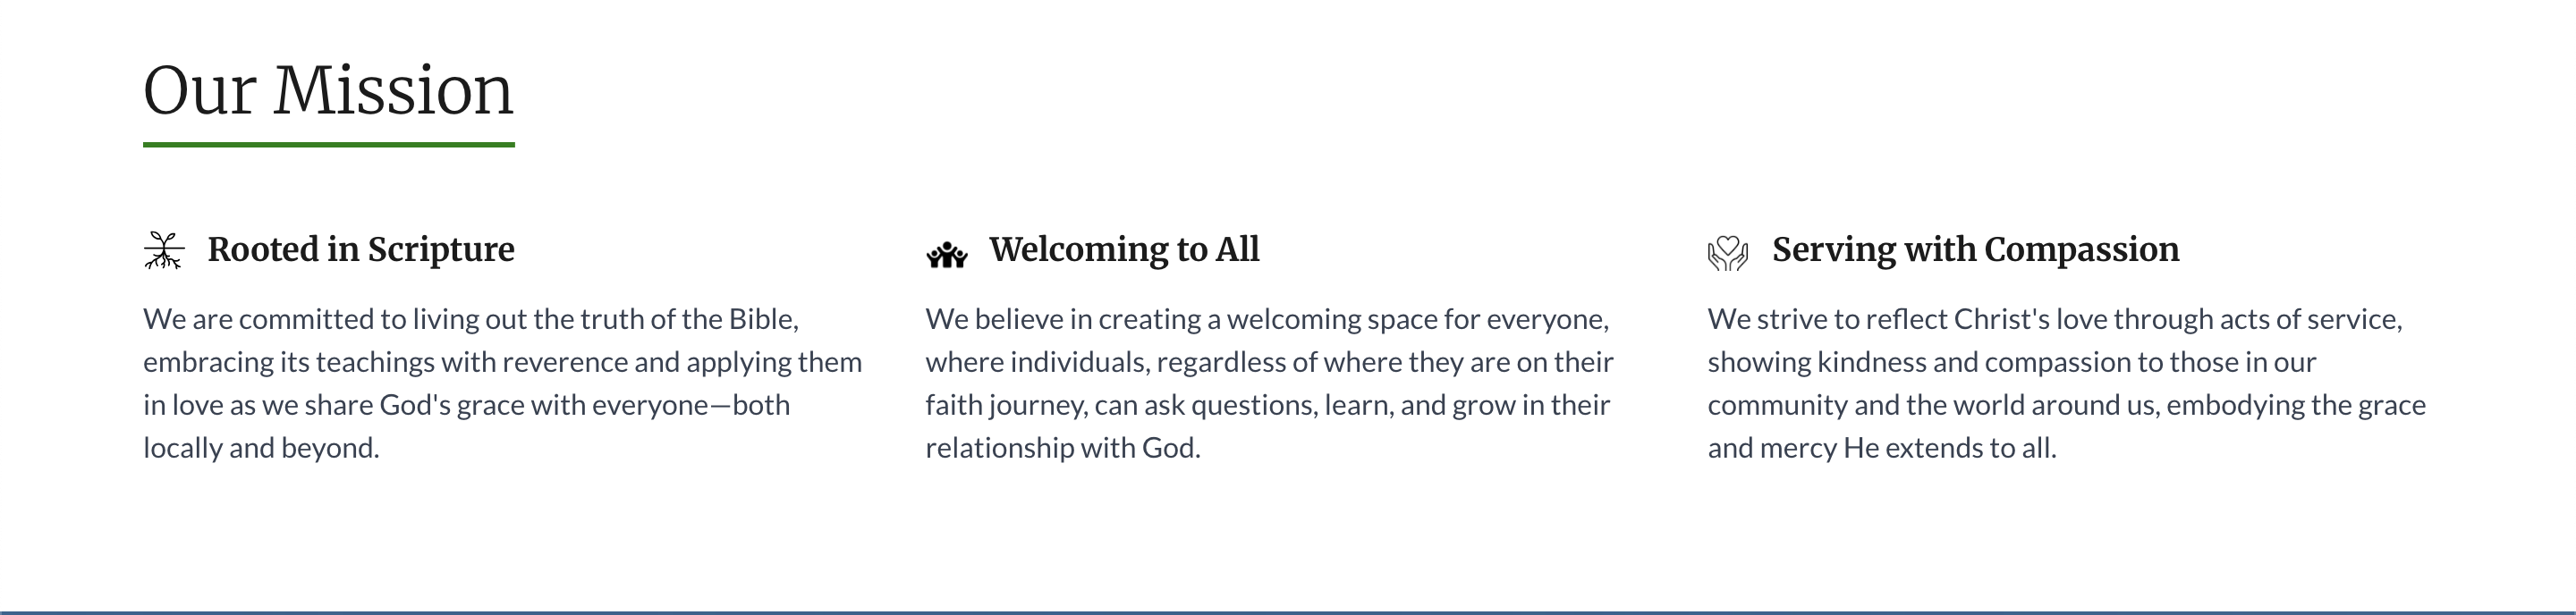 Our Mission
Rooted in Scripture
We are committed to living out the truth of the Bible,
embracing its teachings with reverence and applying them
in love as we share God's grace with everyone—both
locally and beyond.
Welcoming to All
We believe in creating a welcoming space for everyone,
where individuals, regardless of where they are on their
faith journey, can ask questions, learn, and grow in their
relationship with God.
Serving with Compassion
We strive to reflect Christ's love through acts of service,
showing kindness and compassion to those in our
community and the world around us, embodying the grace
and mercy He extends to all.